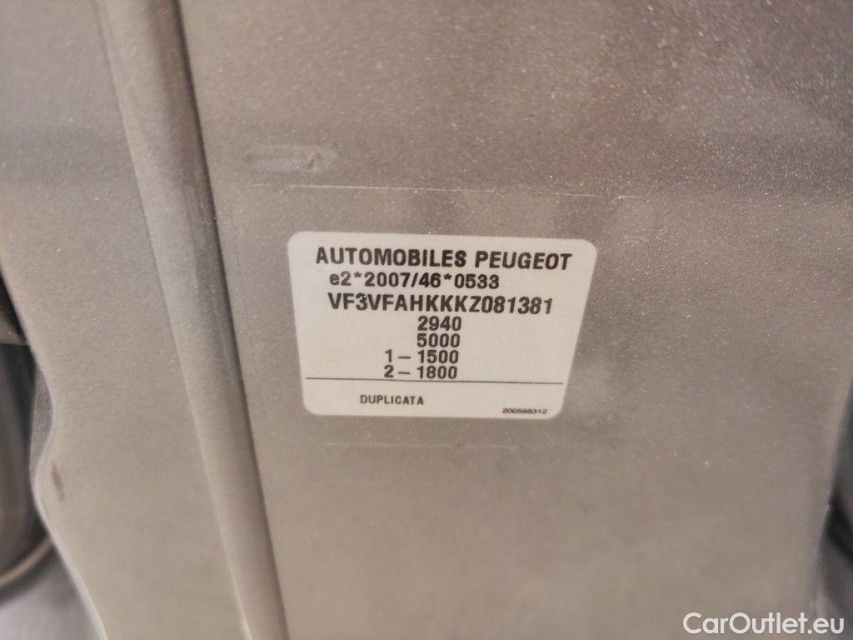 AUTOMOBILES PEUGEOT
e2*2007/46*0533
VF3VFAHKKKZ081381
2940
5000
1-1500
2-1800
DUPLICATA
CarOutlet.eu